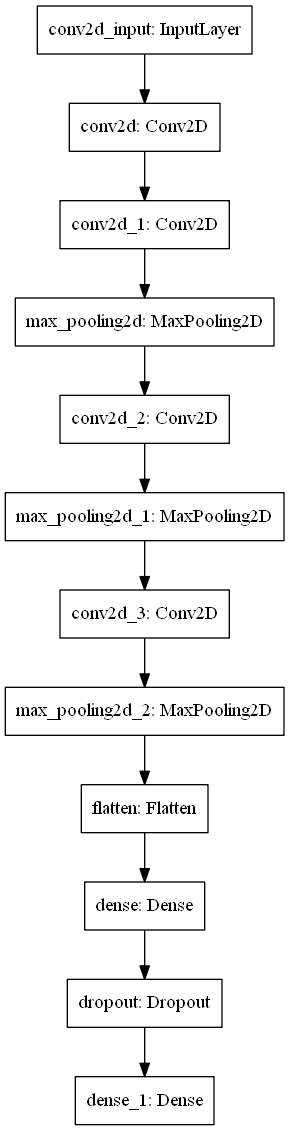 conv2d_input: InputLayer
conv2d: Conv2D
conv2d_1: Conv2D
max_pooling2d: MaxPooling2D
conv2d_2: Conv2D
max_pooling2d_1: MaxPooling2D
conv2d_3: Conv2D
max_pooling2d_2: MaxPooling2D
flatten: Flatten
dense: Dense
dropout: Dropout
dense_1: Dense